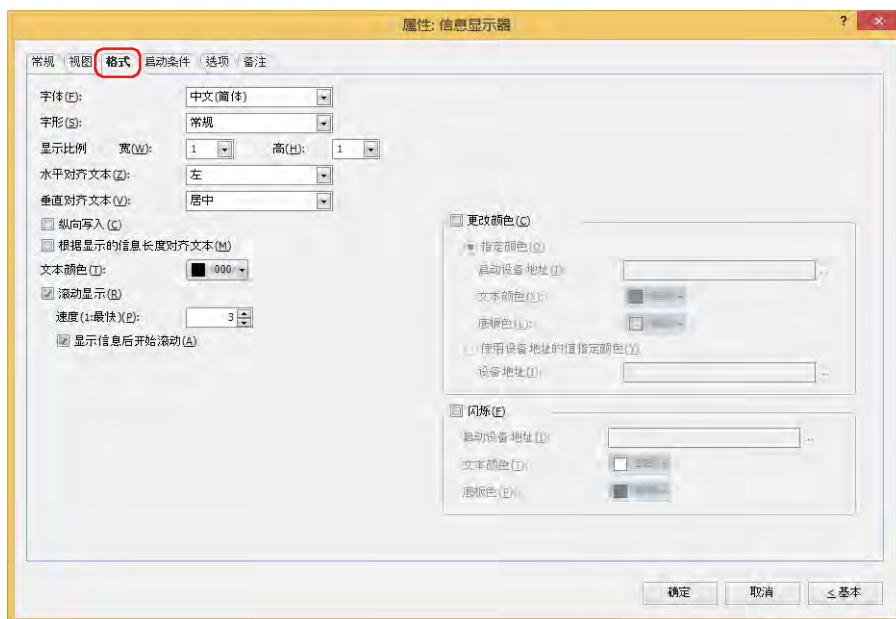 属性: 信息显示器
?
常规 视图 格式 启动条件 选项 备注
字体(F): 中文(简体)
字形(S): 常规
显示比例 宽(W): 1 高(H): 1
水平对齐文本(Z): 左
垂直对齐文本(V): 居中
纵向写入(C)
根据显示的信息长度对齐文本(M)
文本颜色(T): 000
滚动显示(R)
速度(1:最快)(P): 3
显示信息后开始滚动(A)
更改颜色(C)
指定颜色(O)
启动设备地址(I): ...
文本颜色(X):
底板色(L):
使用设备地址的值指定颜色(Y)
设备地址(I): ...
闪烁(F)
启动设备地址(I): ...
文本颜色(T):
底板色(P):
确定 取消 < 基本